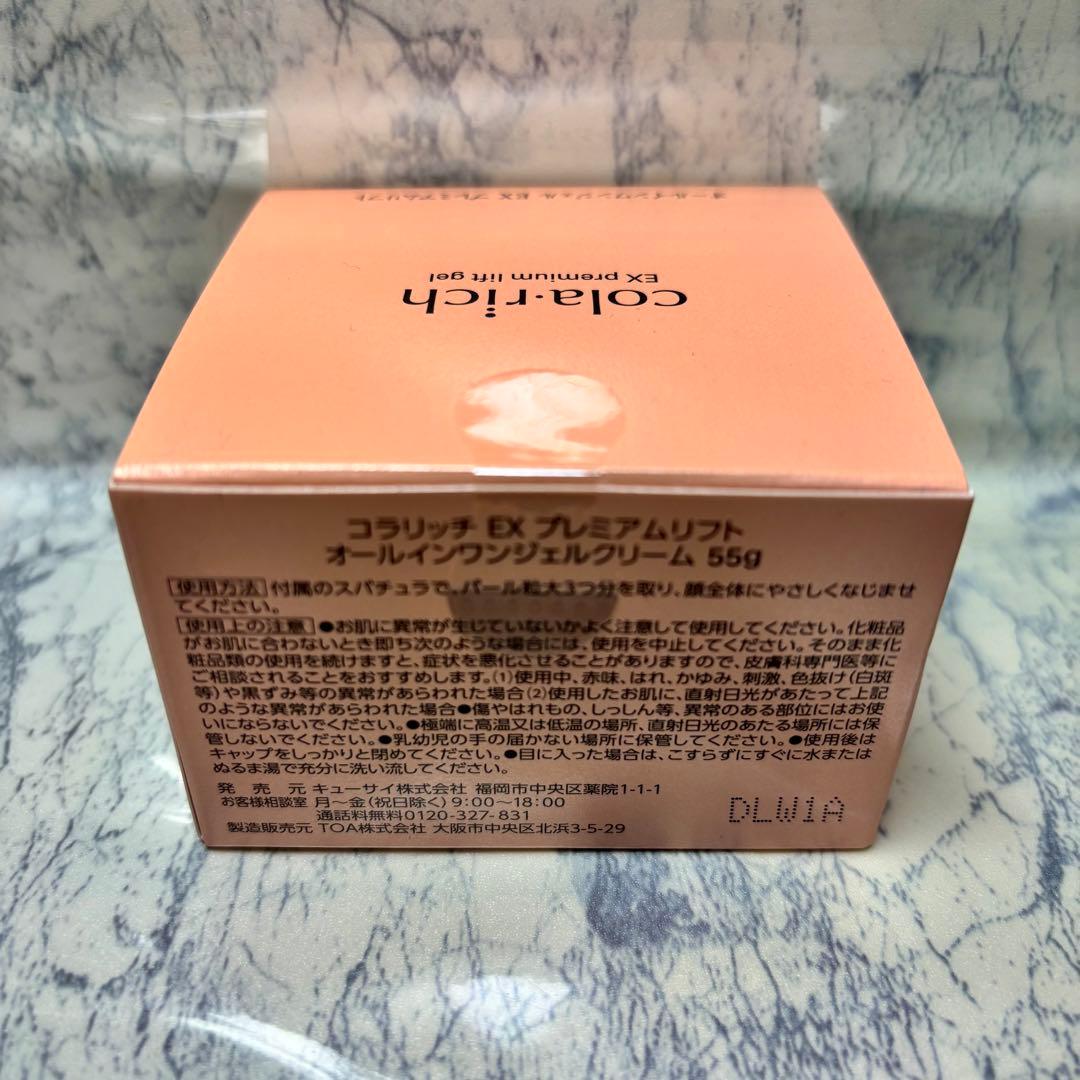 オールインワンジェル EX プレミアムリフト
EX premium lift gel
cola·rich
コラリッチ EX プレミアムリフト
オールインワンジェルクリーム 55g
使用方法 付属のスパチュラで、パール粒大3つ分を取り、顔全体にやさしくなじませ
てください。
使用上の注意 ●お肌に異常が生じていないかよく注意して使用してください。化粧品
がお肌に合わないとき即ち次のような場合には、使用を中止してください。そのまま化
粧品類の使用を続けますと、症状を悪化させることがありますので、皮膚科専門医等に
ご相談されることをおすすめします。(1)使用中、赤味、はれ、かゆみ、刺激、色抜け(白斑
等)や黒ずみ等の異常があらわれた場合(2)使用したお肌に、直射日光があたって上記
のような異常があらわれた場合●傷やはれもの、しっしん等、異常のある部位にはお使
いにならないでください。●極端に高温又は低温の場所、直射日光のあたる場所には保
管しないでください。●乳幼児の手の届かない場所に保管してください。●使用後は
キャップをしっかりと閉めてください。●目に入った場合は、こすらずにすぐに水または
ぬるま湯で充分に洗い流してください。
発売元 キューサイ株式会社 福岡市中央区薬院1-1-1
お客様相談室 月～金(祝日除く)9:00～18:00
通話料無料0120-327-831
製造販売元 TOA株式会社 大阪市中央区北浜3-5-29
DLW1A